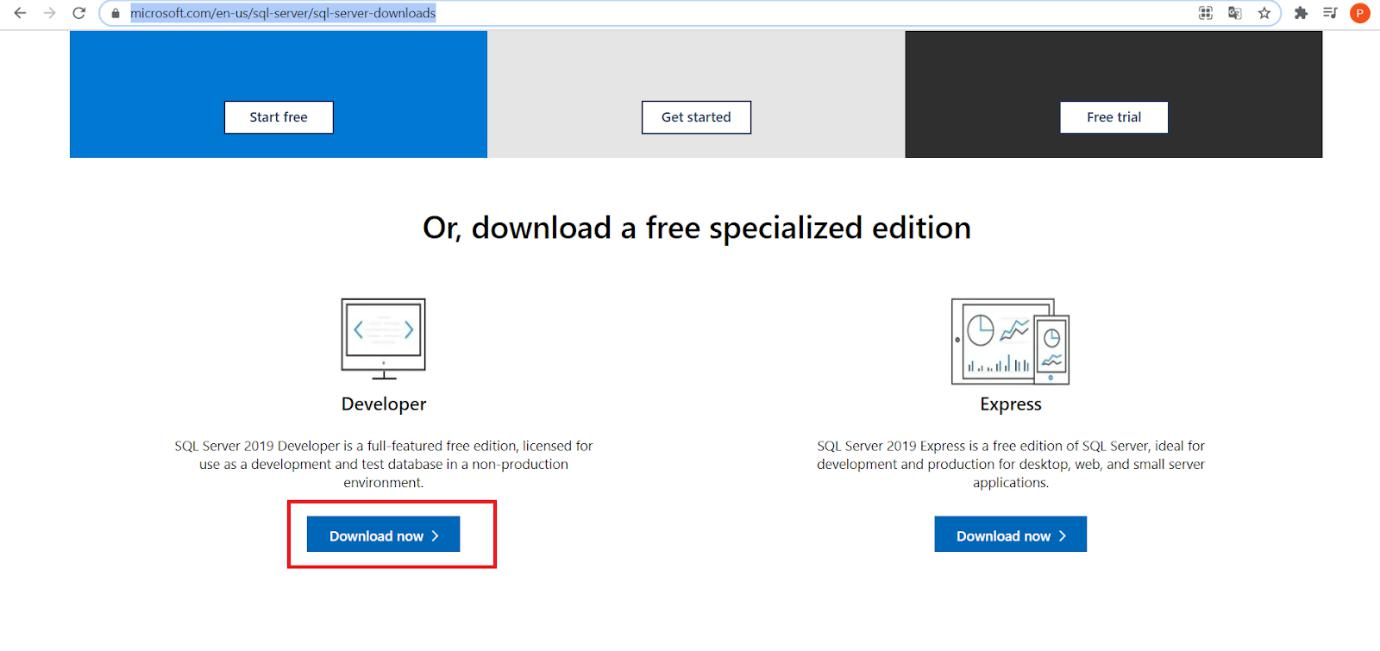 microsoft.com/en-us/sql-server/sql-server-downloads
P
Start free
Get started
Free trial
Or, download a free specialized edition
Developer
SQL Server 2019 Developer is a full-featured free edition, licensed for
use as a development and test database in a non-production
environment.
Download now
Express
SQL Server 2019 Express is a free edition of SQL Server, ideal for
development and production for desktop, web, and small server
applications.
Download now